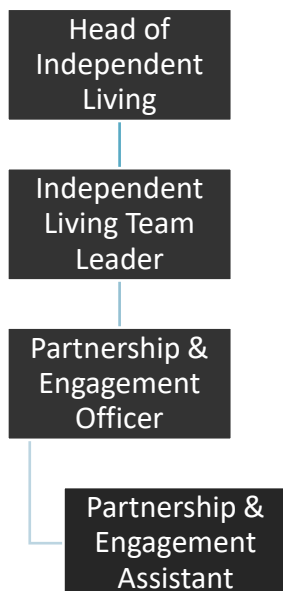 Head of
Independent
Living
Independent
Living Team
Leader
Partnership &
Engagement
Officer
Partnership &
Engagement
Assistant